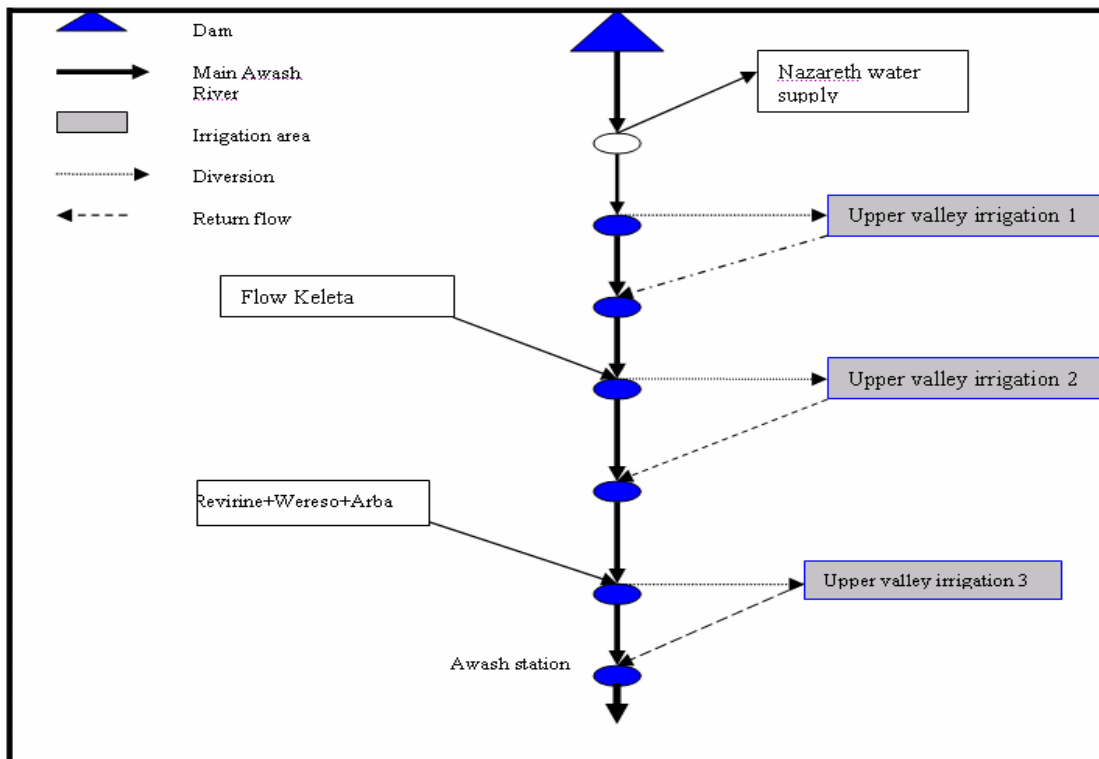 Dam
Main Awash
River
Irrigation area
Diversion
Return flow
Nazareth water
supply
Upper valley irrigation 1
Flow Keleta
Upper valley irrigation 2
Revirine+Wereso+Arba
Upper valley irrigation 3
Awash station